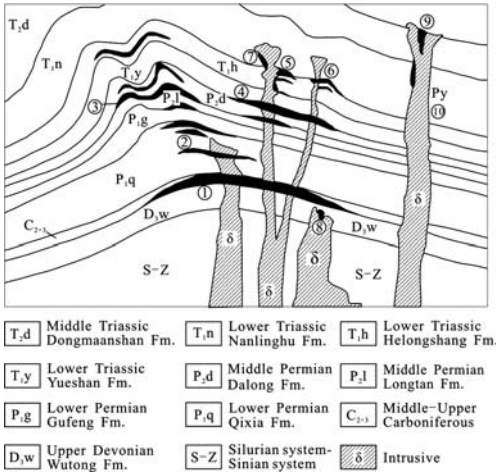 T₂d
T₁n
T₁y
T₁h
⑨
⑦
⑤
⑥
③
P₂l
P₂d
④
Py
⑩
P₁g
②
P₁q
①
C₂₊₃
D₃w
D₃w
⑧
δ
δ
δ
δ
S-Z
S-Z
T₂d Middle Triassic Dongmaanshan Fm.
T₁n Lower Triassic Nanlinghu Fm.
T₁h Lower Triassic Helongshang Fm.
T₁y Lower Triassic Yueshan Fm.
P₂d Middle Permian Dalong Fm.
P₂l Middle Permian Longtan Fm.
P₁g Lower Permian Gufeng Fm.
P₁q Lower Permian Qixia Fm.
C₂₊₃ Middle-Upper Carboniferous
D₃w Upper Devonian Wutong Fm.
S-Z Silurian system-Sinian system
δ Intrusive